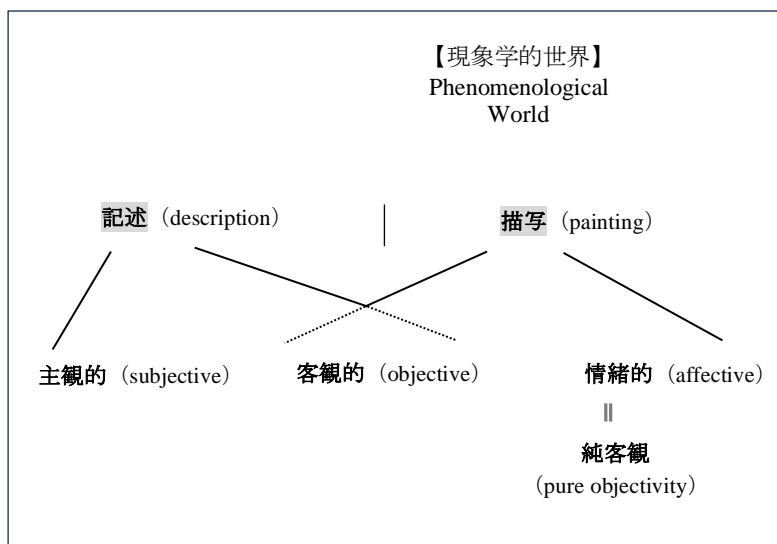 【現象学的世界】
Phenomenological
World
記述（description） 描写（painting）
主観的（subjective） 客観的（objective） 情緒的（affective）
純客観
（pure objectivity）